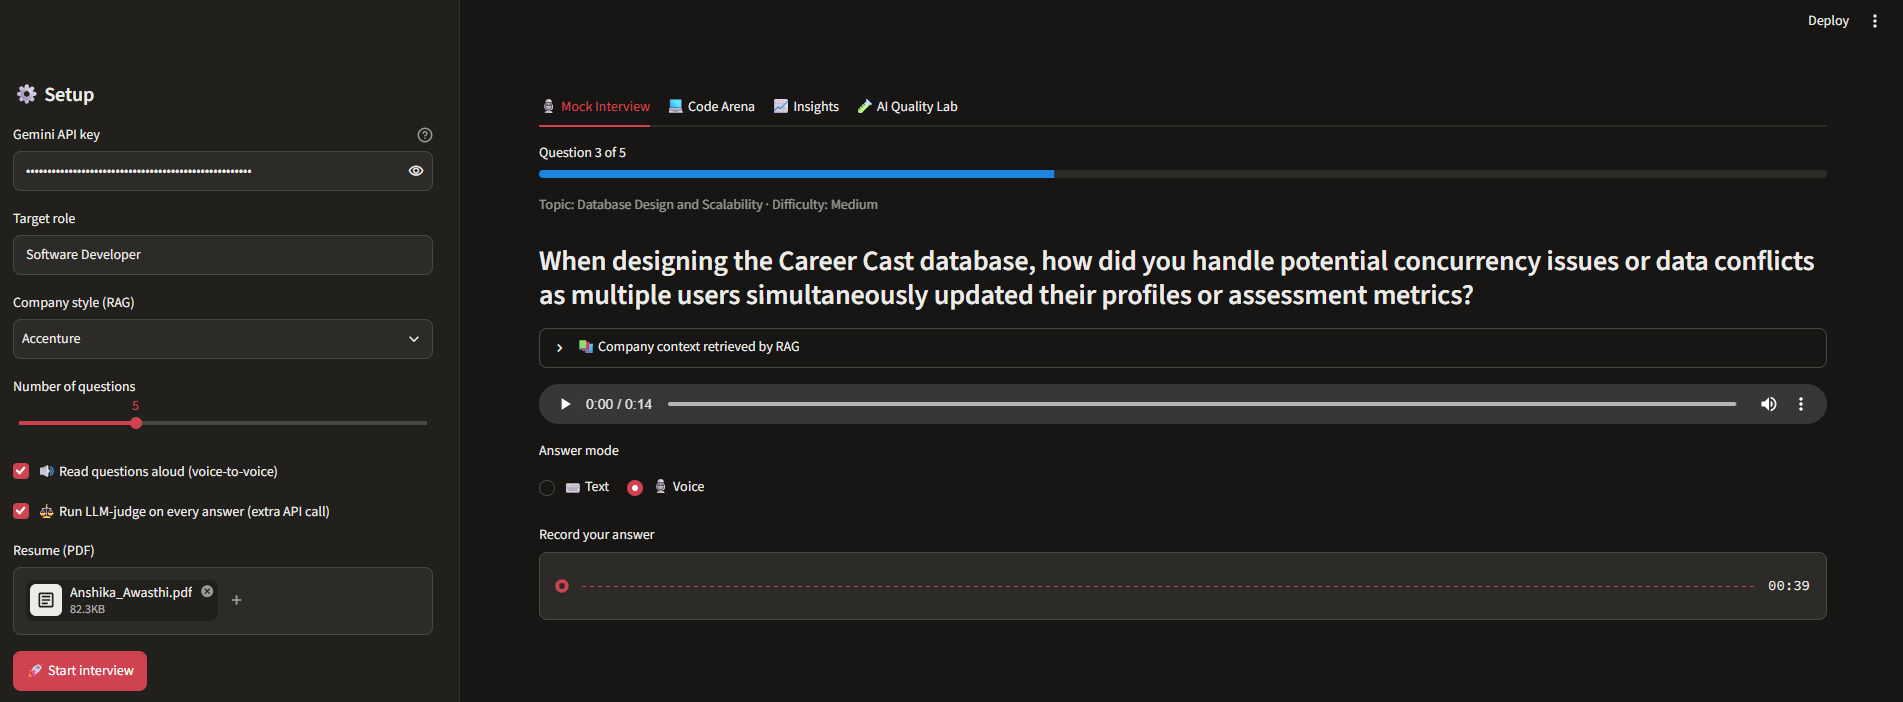 Deploy
Setup
Gemini API key
Target role
Software Developer
Company style (RAG)
Accenture
Number of questions
5
Read questions aloud (voice-to-voice)
Run LLM-judge on every answer (extra API call)
Resume (PDF)
Anshika_Awasthi.pdf
82.3KB
Start interview
Mock Interview Code Arena Insights AI Quality Lab
Question 3 of 5
Topic: Database Design and Scalability · Difficulty: Medium
When designing the Career Cast database, how did you handle potential concurrency issues or data conflicts
as multiple users simultaneously updated their profiles or assessment metrics?
Company context retrieved by RAG
0:00 / 0:14
Answer mode
Text Voice
Record your answer
00:39